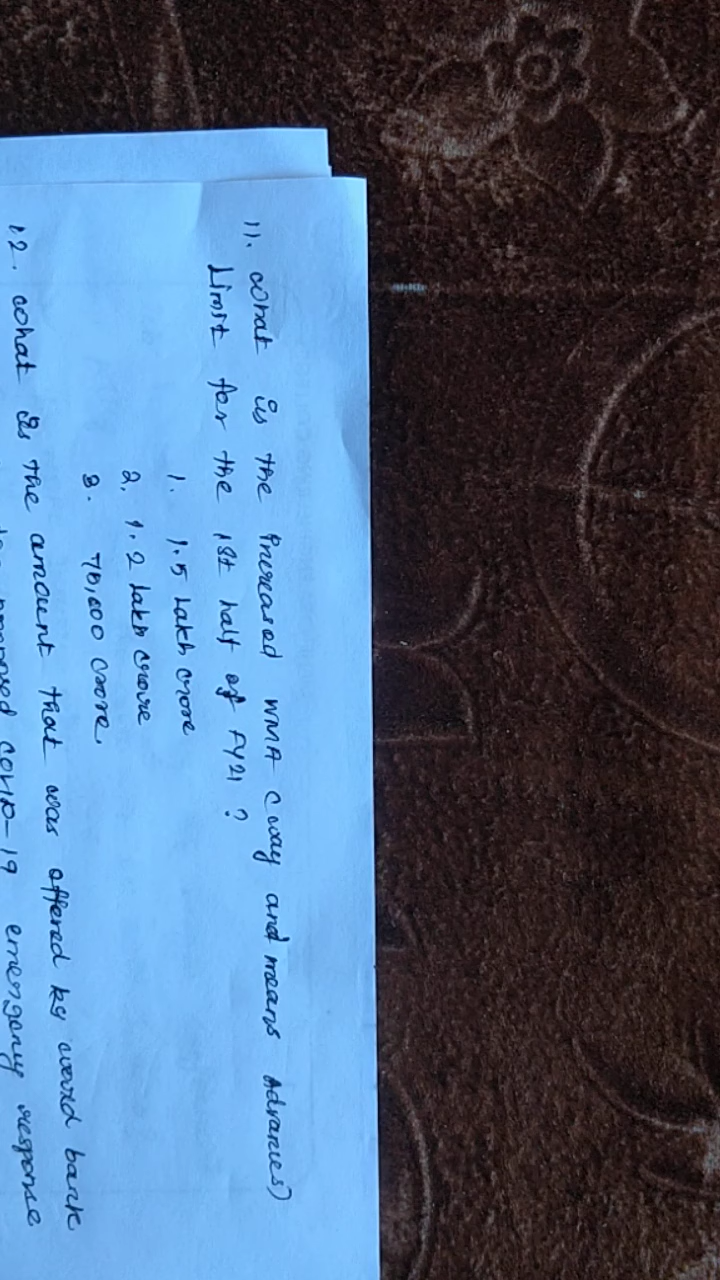 11. What is the increased WMA (way and means Advances)
Limit for the 1st half of FY21 ?
1. 1.5 Lakh crore
2. 1.2 Lakh crore
3. 70,000 crore.
12. What is the amount that was offered by world bank
proposed COVID-19 emergency response